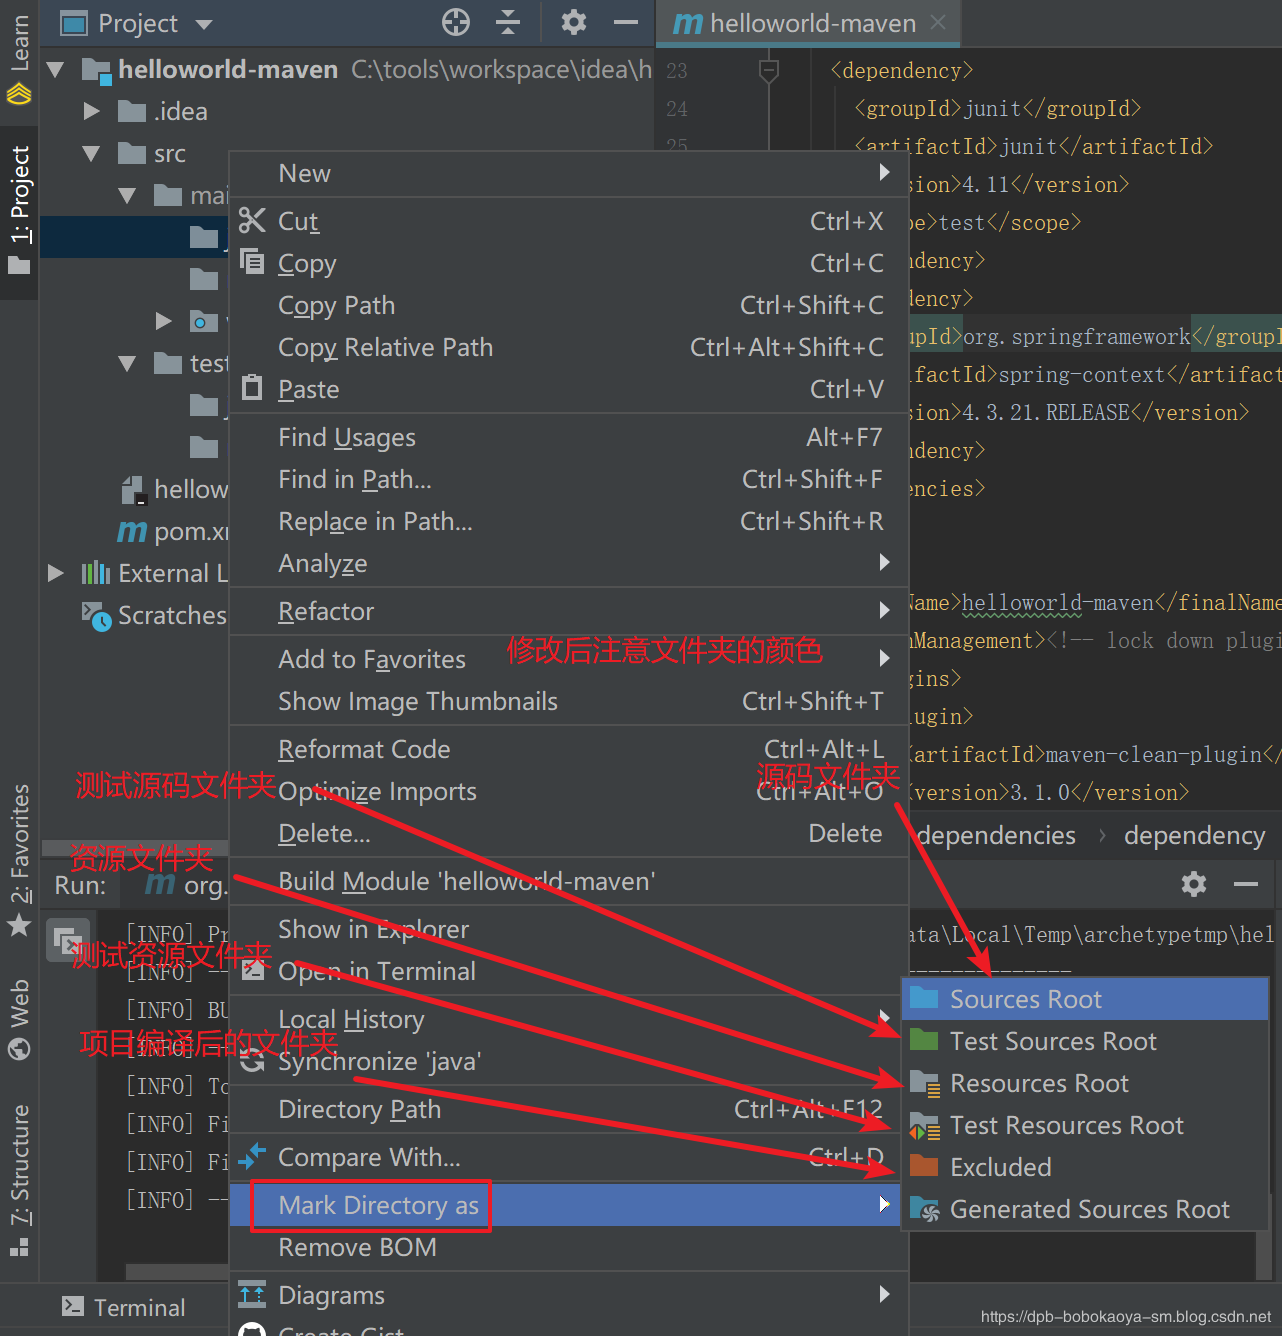 Project
helloworld-maven
Learn
1: Project
2: Favorites
Web
7: Structure
helloworld-maven C:\tools\workspace\idea\h
.idea
src
mai
test
hellow
pom.xm
External L
Scratches
23
24
25
<dependency>
<groupId>junit</groupId>
<artifactId>junit</artifactId>
ion>4.11</version>
e>test</scope>
ndency>
dency>
upId>org.springframework</groupI
ifactId>spring-context</artifact
ion>4.3.21.RELEASE</version>
ndency>
encies>
Name>helloworld-maven</finalName
nManagement><!-- lock down plugi
gins>
ugin>
<artifactId>maven-clean-plugin</
<version>3.1.0</version>
dependencies › dependency
New
Cut Ctrl+X
Copy Ctrl+C
Copy Path Ctrl+Shift+C
Copy Relative Path Ctrl+Alt+Shift+C
Paste Ctrl+V
Find Usages Alt+F7
Find in Path... Ctrl+Shift+F
Replace in Path... Ctrl+Shift+R
Analyze
Refactor
修改后注意文件夹的颜色
Add to Favorites
Show Image Thumbnails Ctrl+Shift+T
Reformat Code Ctrl+Alt+L
测试源码文件夹
源码文件夹
Optimize Imports Ctrl+Alt+O
Delete... Delete
资源文件夹
Build Module 'helloworld-maven'
Show in Explorer
测试资源文件夹
Open in Terminal
Local History
项目编译后的文件夹
Synchronize 'java'
Directory Path Ctrl+Alt+F12
Compare With... Ctrl+D
Mark Directory as
Remove BOM
Diagrams
Create Gist
Sources Root
Test Sources Root
Resources Root
Test Resources Root
Excluded
Generated Sources Root
Run: org.
[INFO] Pr
ata\Local\Temp\archetypetmp\hel
[INFO] --
[INFO] BU
[INFO] --
[INFO] To
[INFO] Fi
[INFO] Fi
[INFO] --
Terminal
https://dpb-bobokaoya-sm.blog.csdn.net